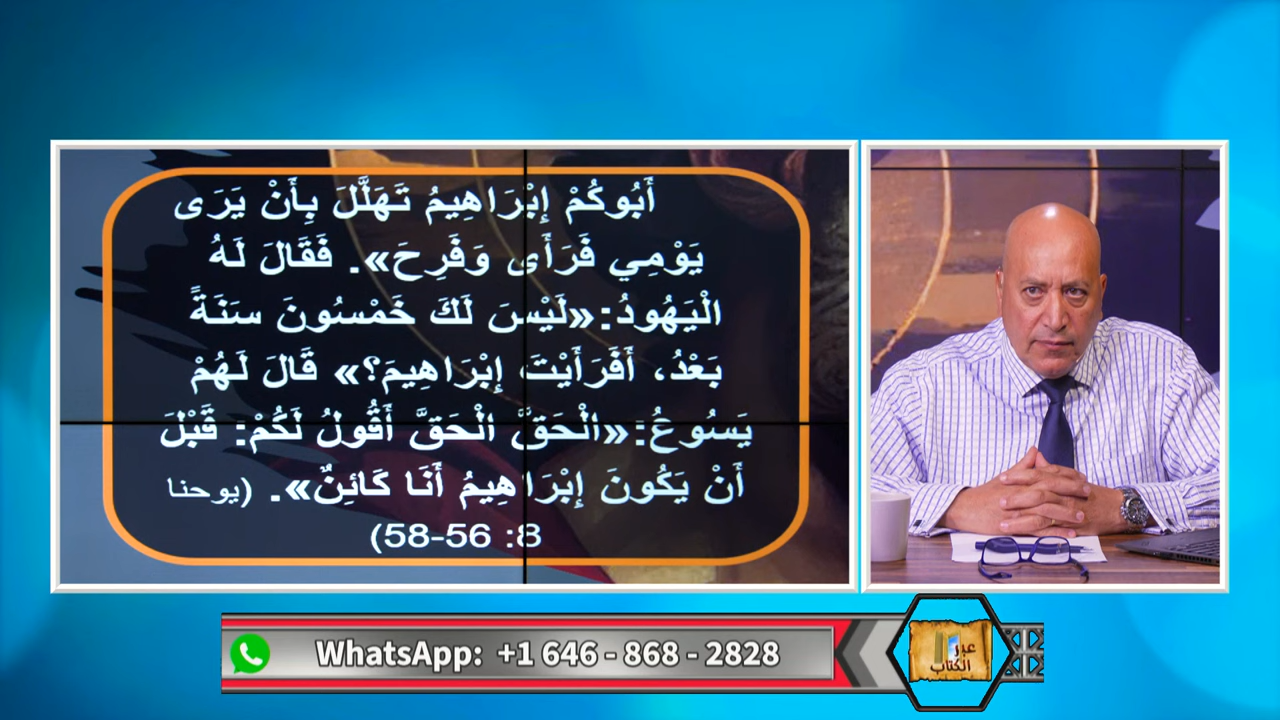 أَبُوكُمْ إِبْرَاهِيمُ تَهَلَّلَ بِأَنْ يَرَى
يَوْمِي فَرَأَى وَفَرِحَ». فَقَالَ لَهُ
الْيَهُودُ:«لَيْسَ لَكَ خَمْسُونَ سَنَةً
بَعْدُ، أَفَرَأَيْتَ إِبْرَاهِيمَ؟» قَالَ لَهُمْ
يَسُوعُ:«الْحَقَّ الْحَقَّ أَقُولُ لَكُمْ: قَبْلَ
أَنْ يَكُونَ إِبْرَاهِيمُ أَنَا كَائِنٌ». (يوحنا
8: 56-58)
WhatsApp: +1 646 - 868 - 2828
عبر
الكتاب